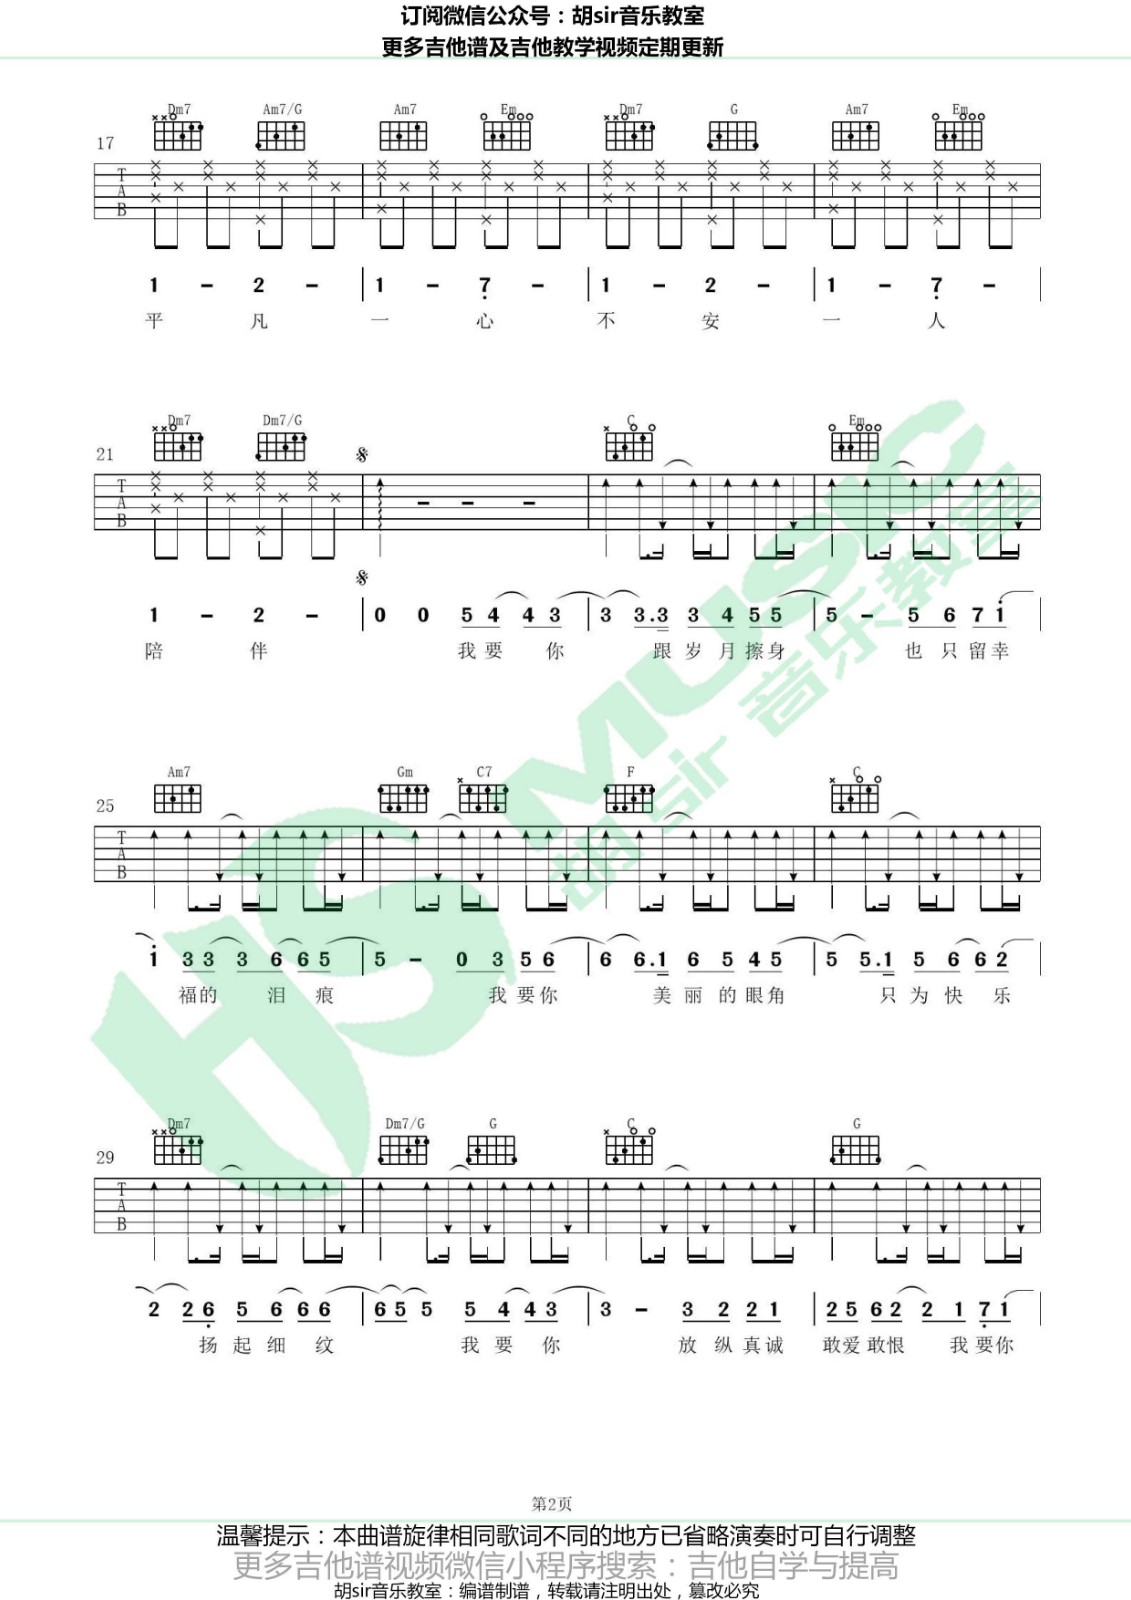 订阅微信公众号：胡sir音乐教室
更多吉他谱及吉他教学视频定期更新
Dm7 Am7/G Am7 Em Dm7 G Am7 Em
17
T
A
B
1 - 2 - 1 - 7 - 1 - 2 - 1 - 7 -
平 凡 一 心 不 安 一 人
Dm7 Dm7/G C Em
21
T
A
B
1 - 2 - 0 0 5 4 4 3 3 3.3 3 4 5 5 5 - 5 6 7 1
陪 伴 我 要 你 跟 岁 月 擦 身 也 只 留 幸
Am7 Gm C7 F C
25
T
A
B
1 3 3 3 6 6 5 5 - 0 3 5 6 6 6.1 6 5 4 5 5 5.1 5 6 6 2
福的 泪 痕 我 要 你 美 丽 的 眼 角 只 为 快 乐
Dm7 Dm7/G G C G
29
T
A
B
2 2 6 5 6 6 6 6 5 5 5 4 4 3 3 - 3 2 2 1 2 5 6 2 2 1 7 1
扬 起 细 纹 我 要 你 放 纵 真 诚 敢爱 敢恨 我 要你
第2页
温馨提示：本曲谱旋律相同歌词不同的地方已省略演奏时可自行调整
更多吉他谱视频微信小程序搜索：吉他自学与提高
胡sir音乐教室：编谱制谱，转载请注明出处，篡改必究
HS MUSIC
胡sir音乐教室